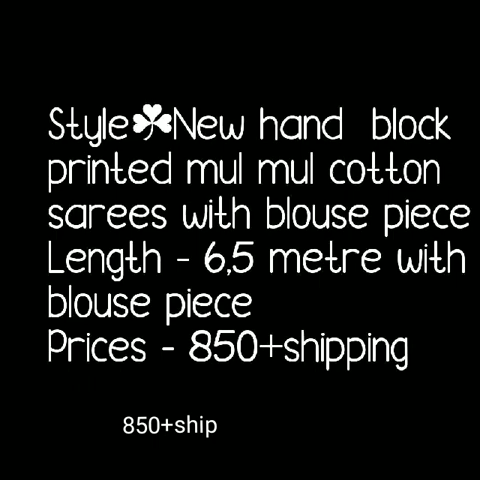 Style☘New hand block
printed mul mul cotton
sarees with blouse piece
Length - 6,5 metre with
blouse piece
Prices - 850+shipping
850+ship